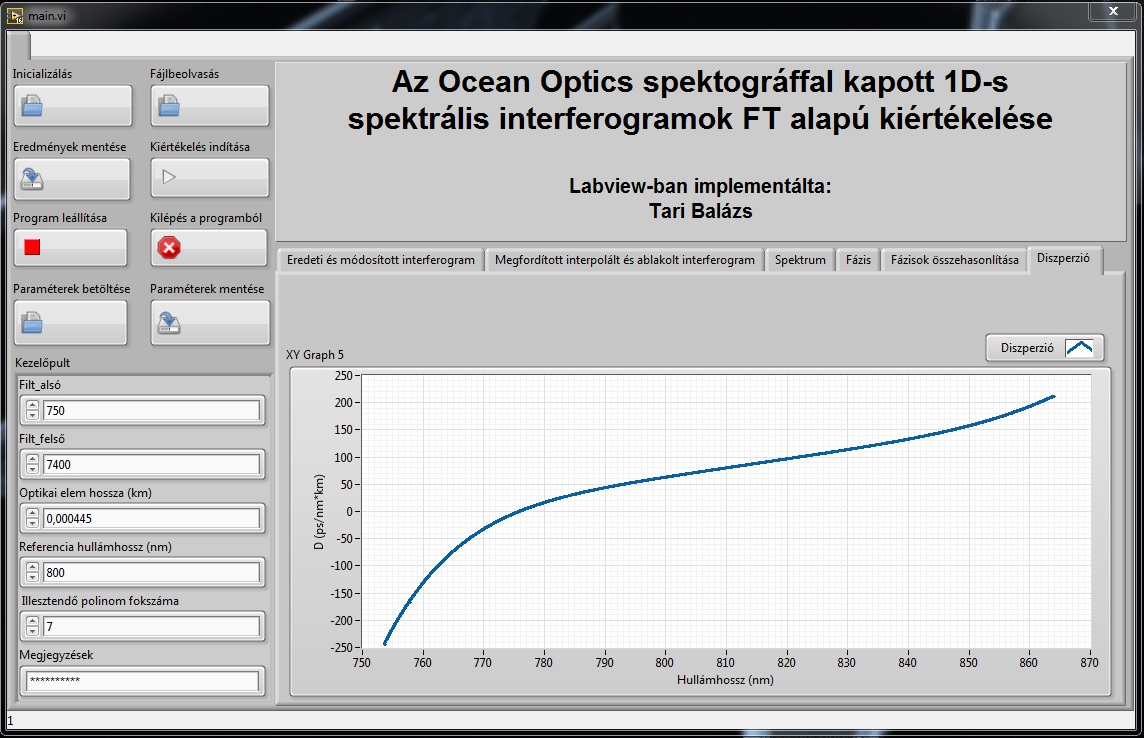 main.vi
Inicializálás
Fájlbeolvasás
Eredmények mentése
Kiértékelés indítása
Program leállítása
Kilépés a programból
Paraméterek betöltése
Paraméterek mentése
Kezelőpult
Filt_alsó
750
Filt_felső
7400
Optikai elem hossza (km)
0,000445
Referencia hullámhossz (nm)
800
Illesztendő polinom fokszáma
7
Megjegyzések
**********
1
Az Ocean Optics spektográffal kapott 1D-s
spektrális interferogramok FT alapú kiértékelése
Labview-ban implementálta:
Tari Balázs
Eredeti és módosított interferogram
Megfordított interpolált és ablakolt interferogram
Spektrum
Fázis
Fázisok összehasonlítása
Diszperzió
XY Graph 5
Diszperzió
D (ps/nm*km)
250
200
150
100
50
0
-50
-100
-150
-200
-250
750 760 770 780 790 800 810 820 830 840 850 860 870
Hullámhossz (nm)